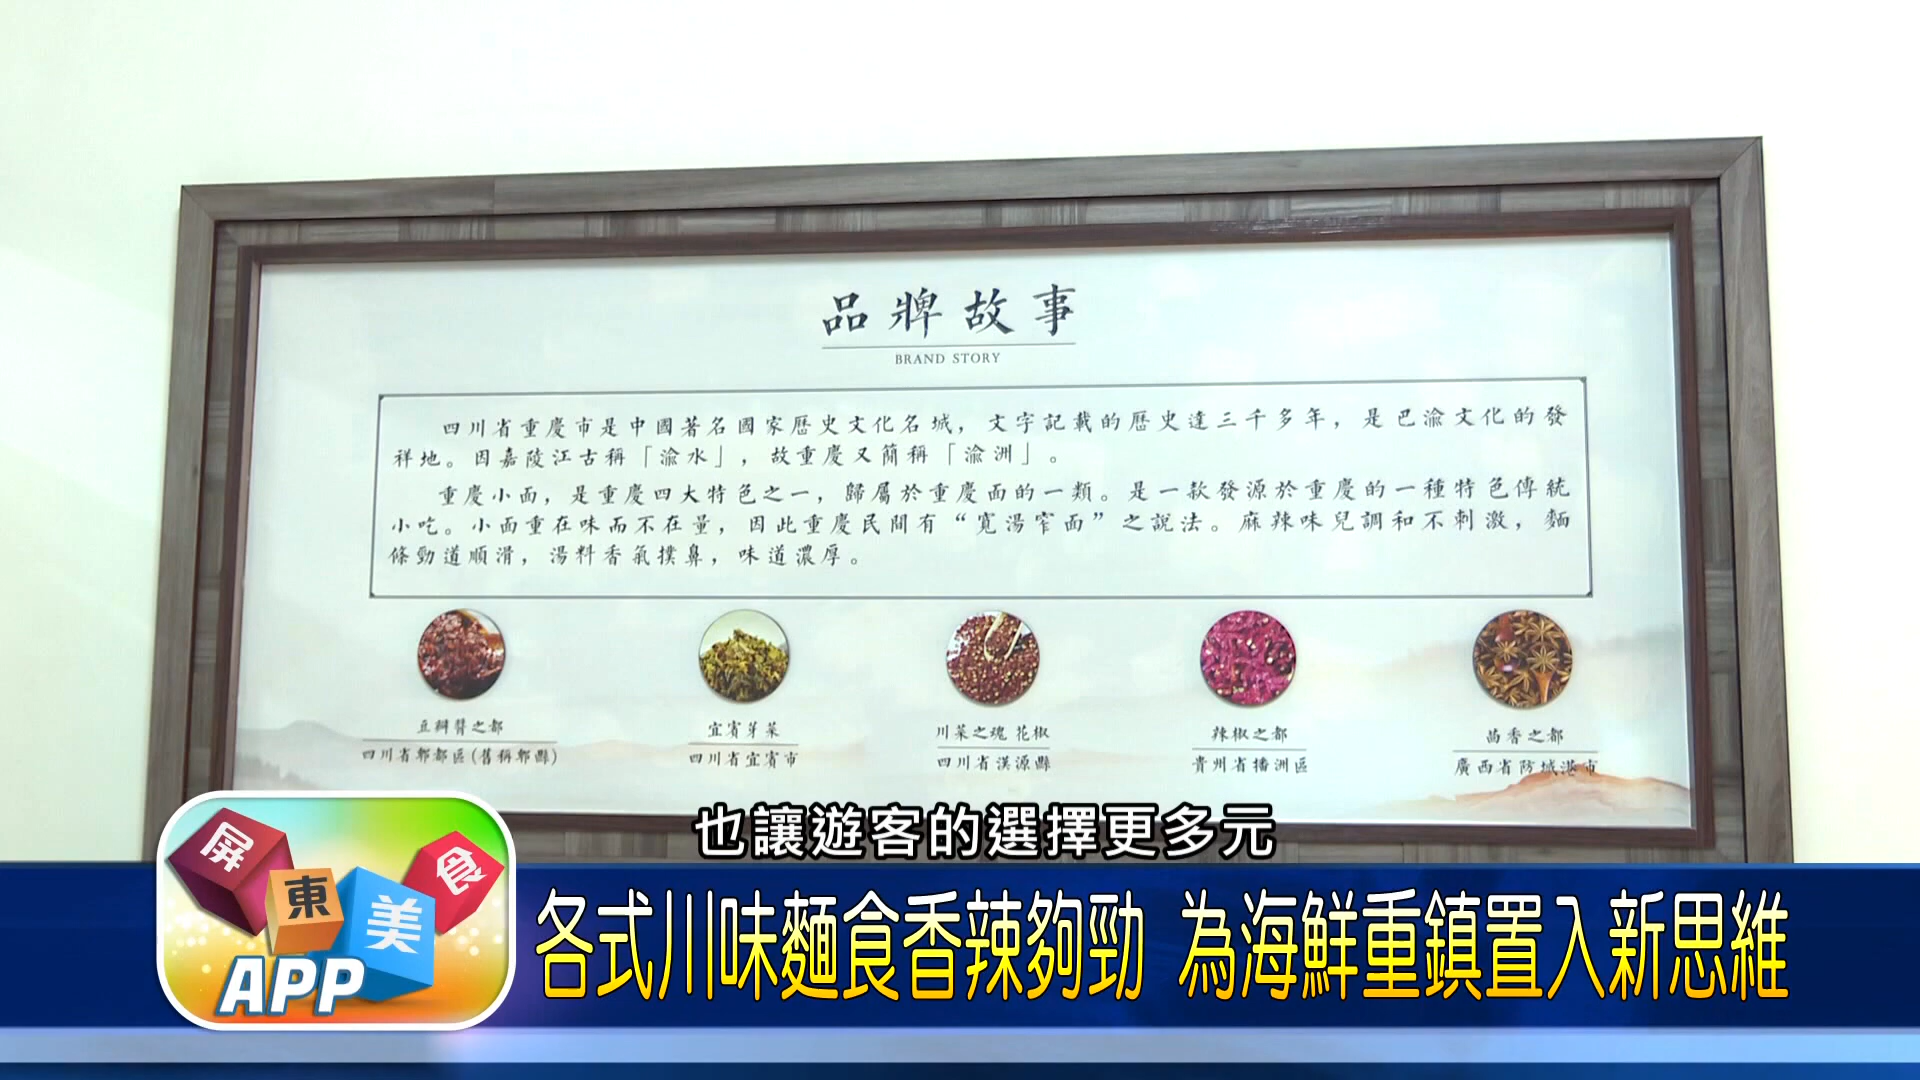 品牌故事
BRAND STORY
四川省重慶市是中國著名國家歷史文化名城，文字記載的歷史達三千多年，是巴渝文化的發
祥地。因嘉陵江古稱「渝水」，故重慶又簡稱「渝洲」。
重慶小面，是重慶四大特色之一，歸屬於重慶面的一類。是一款發源於重慶的一種特色傳統
小吃。小面重在味而不在量，因此重慶民間有“寬湯窄面”之說法。麻辣味兒調和不刺激，麵
條勁道順滑，湯料香氣撲鼻，味道濃厚。
豆瓣醬之都
四川省郫都區(舊稱郫縣)
宜賓芽菜
四川省宜賓市
川菜之魂 花椒
四川省漢源縣
辣椒之都
貴州省播洲區
茴香之都
廣西省防城港市
也讓遊客的選擇更多元
屏東美食
APP
各式川味麵食香辣夠勁 為海鮮重鎮置入新思維